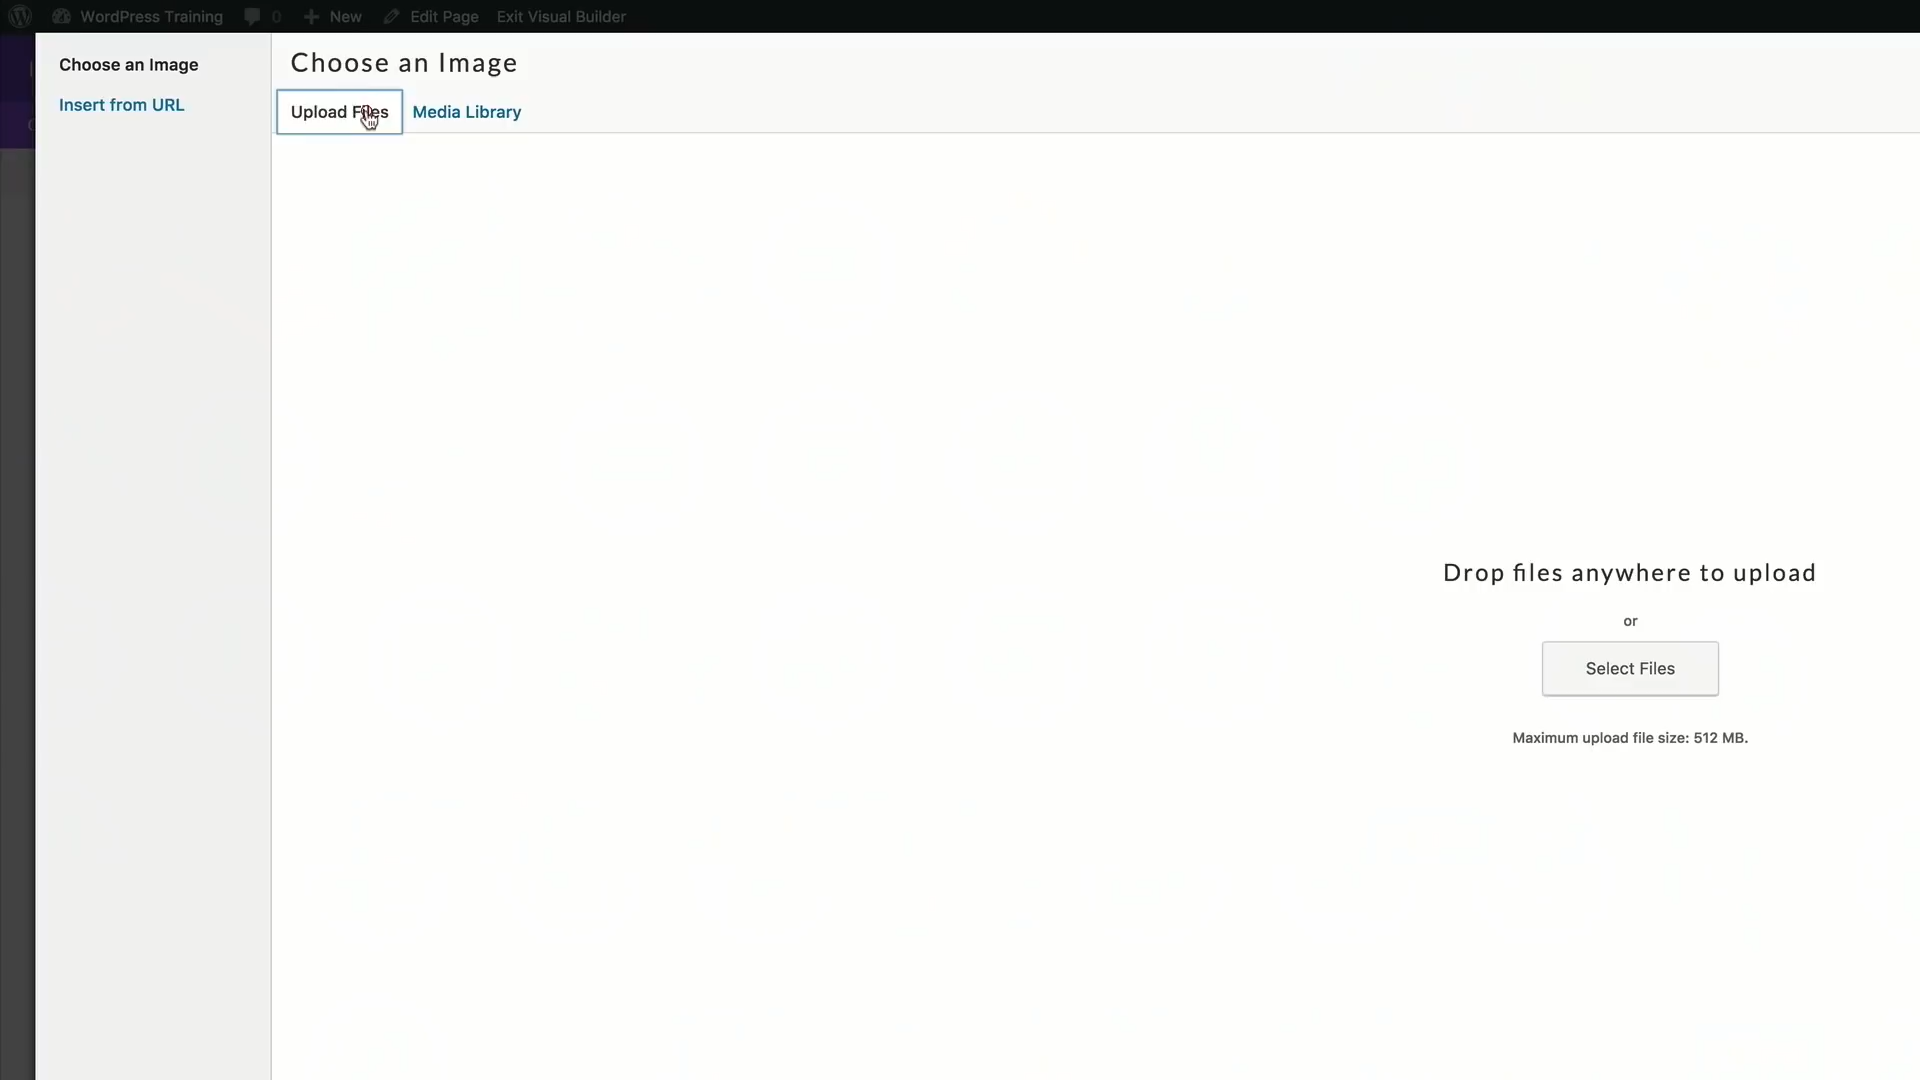 WordPress Training 0 New Edit Page Exit Visual Builder
Choose an Image
Insert from URL
Choose an Image
Upload Files Media Library
Drop files anywhere to upload
or
Select Files
Maximum upload file size: 512 MB.